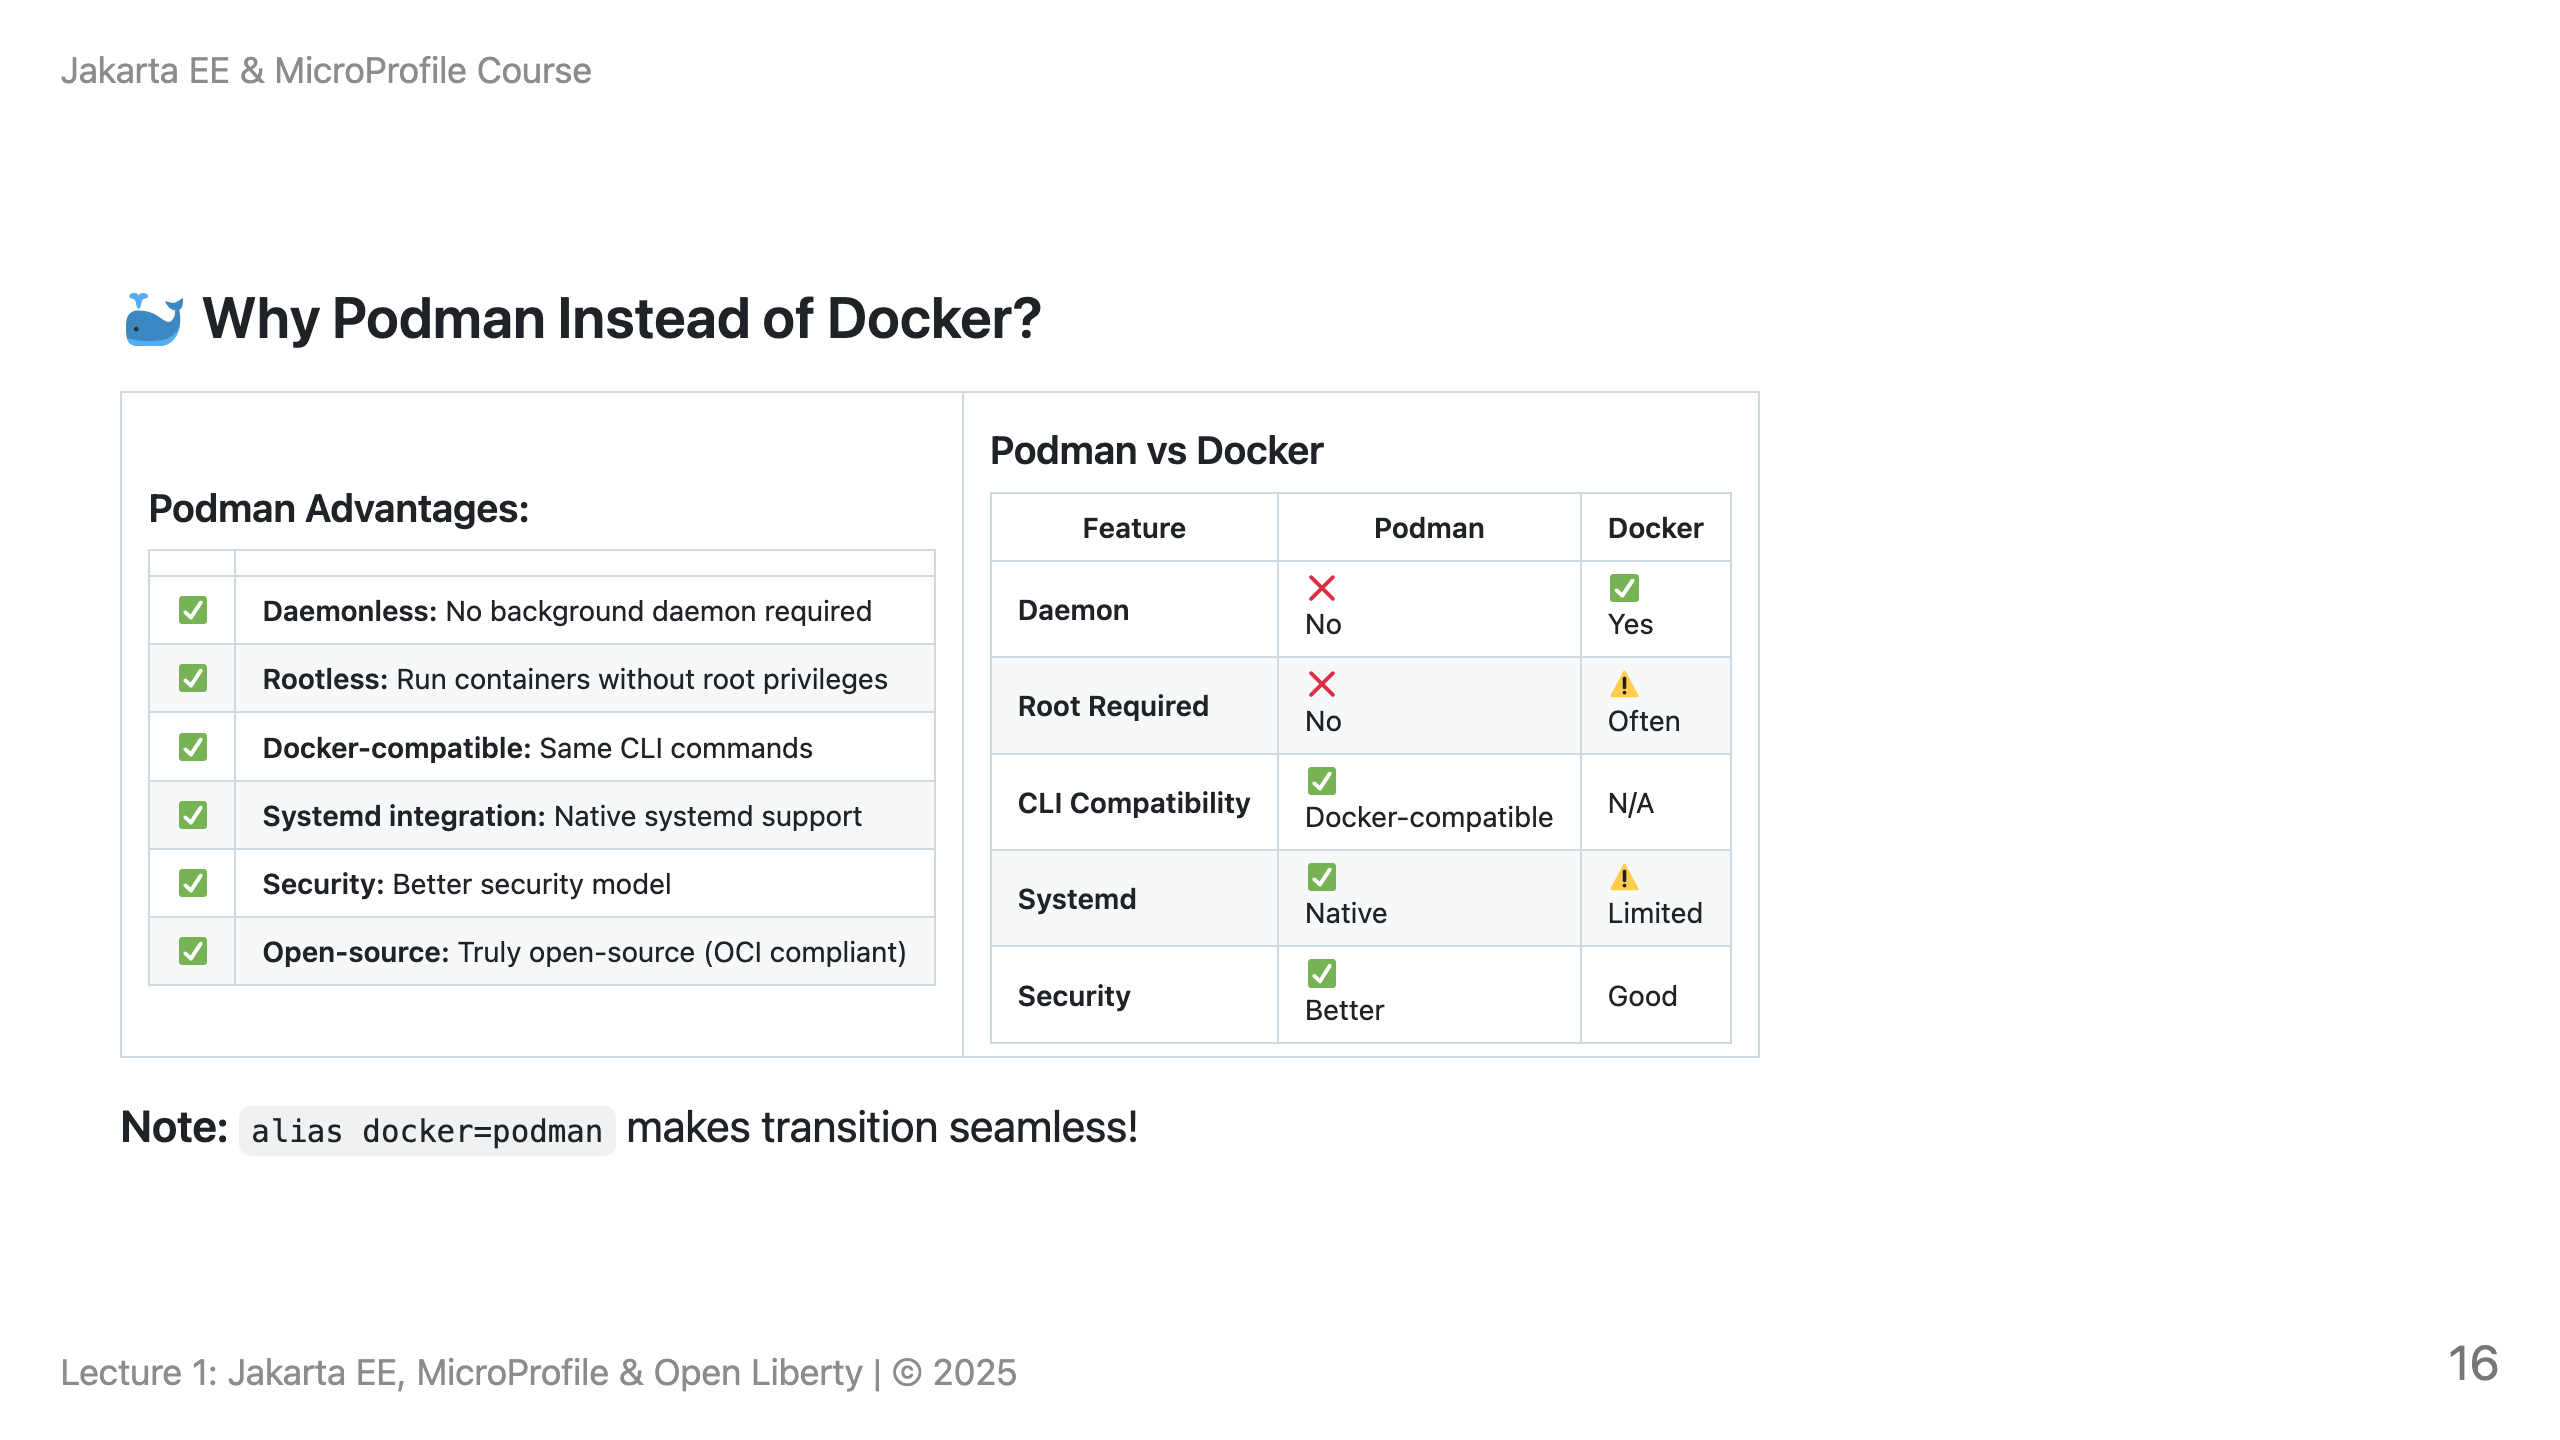 Jakarta EE & MicroProfile Course
🐳 Why Podman Instead of Docker?
Podman Advantages:
✅ Daemonless: No background daemon required
✅ Rootless: Run containers without root privileges
✅ Docker-compatible: Same CLI commands
✅ Systemd integration: Native systemd support
✅ Security: Better security model
✅ Open-source: Truly open-source (OCI compliant)
Podman vs Docker
Feature Podman Docker
Daemon ❌ No ✅ Yes
Root Required ❌ No ⚠️ Often
CLI Compatibility ✅ Docker-compatible N/A
Systemd ✅ Native ⚠️ Limited
Security ✅ Better Good
Note: alias docker=podman makes transition seamless!
Lecture 1: Jakarta EE, MicroProfile & Open Liberty | © 2025
16